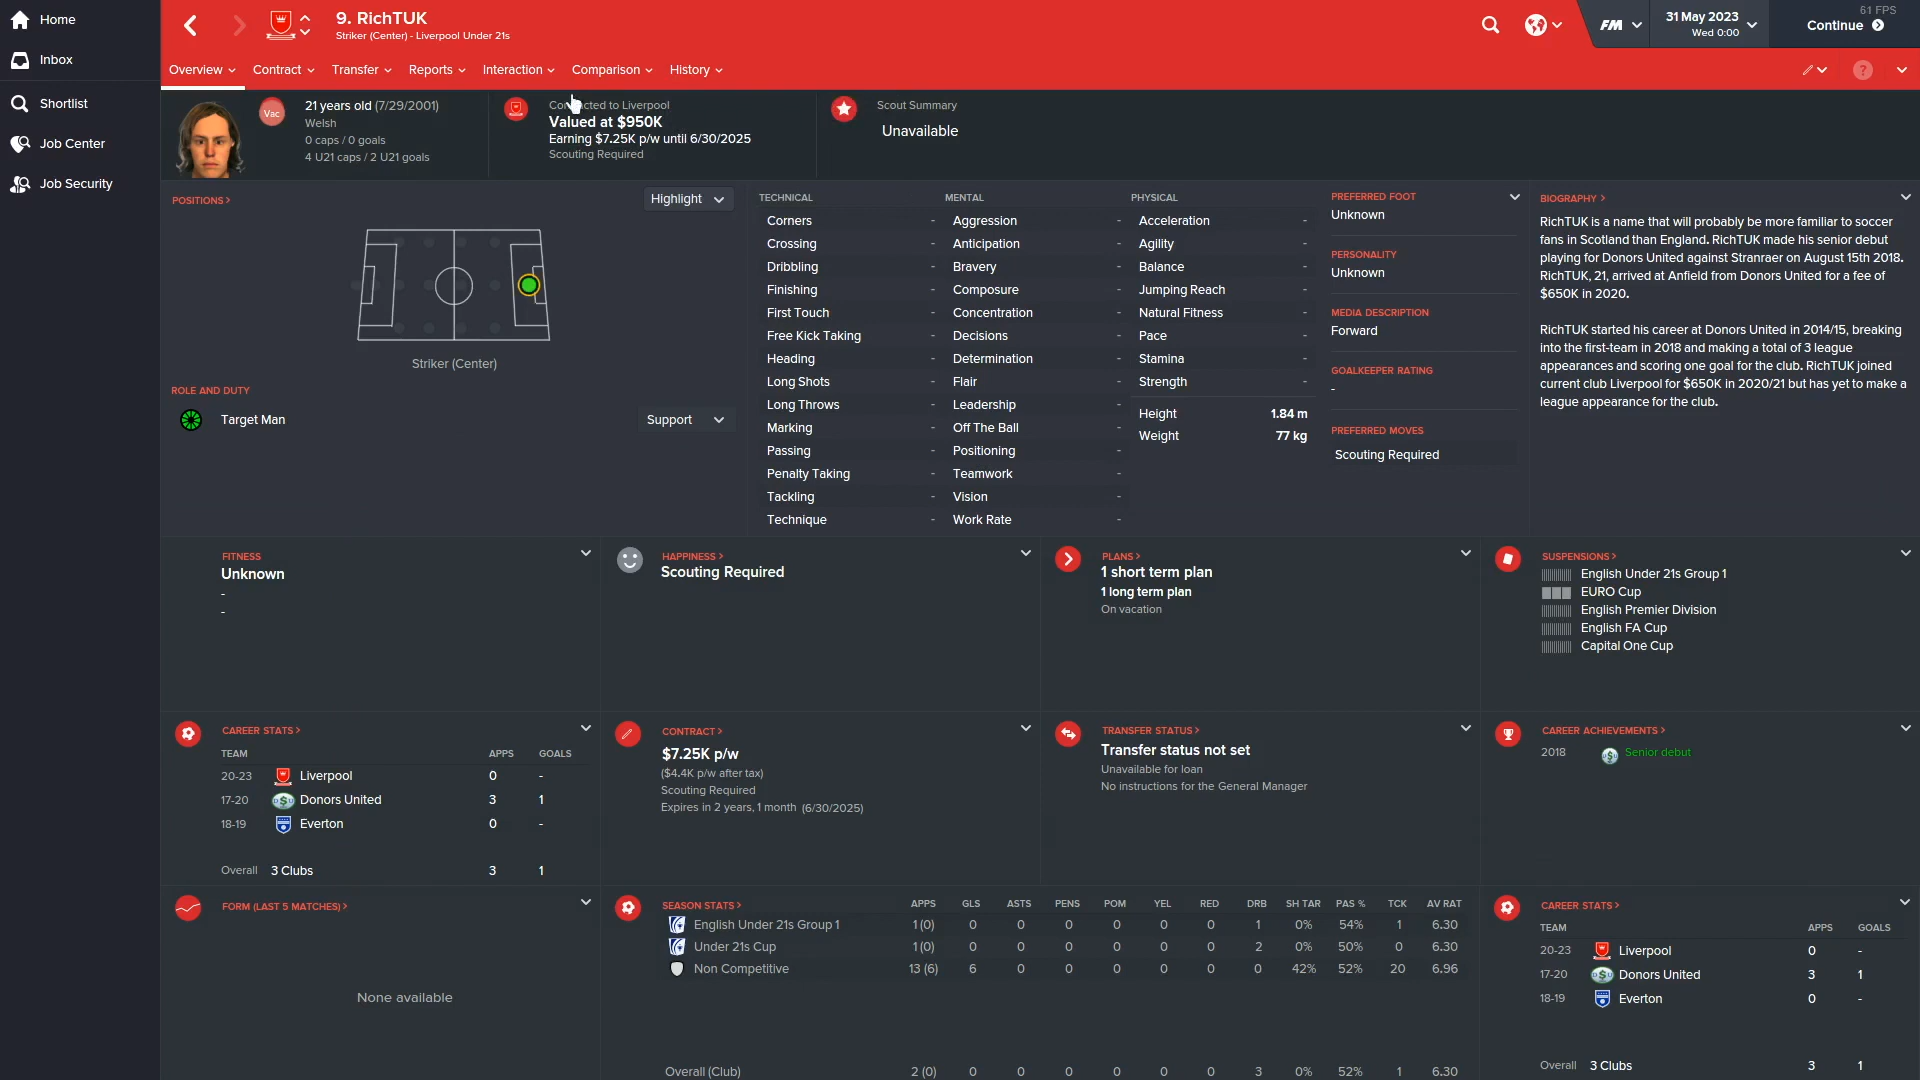 Home
Inbox
Shortlist
Job Center
Job Security
9. RichTUK
Striker (Center) - Liverpool Under 21s
FM
31 May 2023
Wed 0:00
61 FPS
Continue
Overview
Contract
Transfer
Reports
Interaction
Comparison
History
?
Vac
21 years old (7/29/2001)
Welsh
0 caps / 0 goals
4 U21 caps / 2 U21 goals
to Liverpool
Valued at $950K
Earning $7.25K p/w until 6/30/2025
Scouting Required
Scout Summary
Unavailable
POSITIONS >
Highlight
Striker (Center)
ROLE AND DUTY
Target Man
Support
TECHNICAL
Corners -
Crossing -
Dribbling -
Finishing -
First Touch -
Free Kick Taking -
Heading -
Long Shots -
Long Throws -
Marking -
Passing -
Penalty Taking -
Tackling -
Technique -
MENTAL
Aggression -
Anticipation -
Bravery -
Composure -
Concentration -
Decisions -
Determination -
Flair -
Leadership -
Off The Ball -
Positioning -
Teamwork -
Vision -
Work Rate -
PHYSICAL
Acceleration -
Agility -
Balance -
Jumping Reach -
Natural Fitness -
Pace -
Stamina -
Strength -
Height 1.84 m
Weight 77 kg
PREFERRED FOOT
Unknown
PERSONALITY
Unknown
MEDIA DESCRIPTION
Forward
GOALKEEPER RATING
-
PREFERRED MOVES
Scouting Required
BIOGRAPHY >
RichTUK is a name that will probably be more familiar to soccer
fans in Scotland than England. RichTUK made his senior debut
playing for Donors United against Stranraer on August 15th 2018.
RichTUK, 21, arrived at Anfield from Donors United for a fee of
$650K in 2020.
RichTUK started his career at Donors United in 2014/15, breaking
into the first-team in 2018 and making a total of 3 league
appearances and scoring one goal for the club. RichTUK joined
current club Liverpool for $650K in 2020/21 but has yet to make a
league appearance for the club.
FITNESS
Unknown
-
-
HAPPINESS >
Scouting Required
PLANS >
1 short term plan
1 long term plan
On vacation
SUSPENSIONS >
English Under 21s Group 1
EURO Cup
English Premier Division
English FA Cup
Capital One Cup
CAREER STATS >
TEAM APPS GOALS
20-23 Liverpool 0 -
17-20 Donors United 3 1
18-19 Everton 0 -
Overall 3 Clubs 3 1
CONTRACT >
$7.25K p/w
($4.4K p/w after tax)
Scouting Required
Expires in 2 years, 1 month (6/30/2025)
TRANSFER STATUS >
Transfer status not set
Unavailable for loan
No instructions for the General Manager
CAREER ACHIEVEMENTS >
2018 Senior debut
FORM (LAST 5 MATCHES) >
None available
SEASON STATS > APPS GLS ASTS PENS POM YEL RED DRB SH TAR PAS % TCK AV RAT
English Under 21s Group 1 1 (0) 0 0 0 0 0 0 1 0% 54% 1 6.30
Under 21s Cup 1 (0) 0 0 0 0 0 0 2 0% 50% 0 6.30
Non Competitive 13 (6) 6 0 0 0 0 0 0 42% 52% 20 6.96
Overall (Club) 2 (0) 0 0 0 0 0 0 3 0% 52% 1 6.30
CAREER STATS >
TEAM APPS GOALS
20-23 Liverpool 0 -
17-20 Donors United 3 1
18-19 Everton 0 -
Overall 3 Clubs 3 1